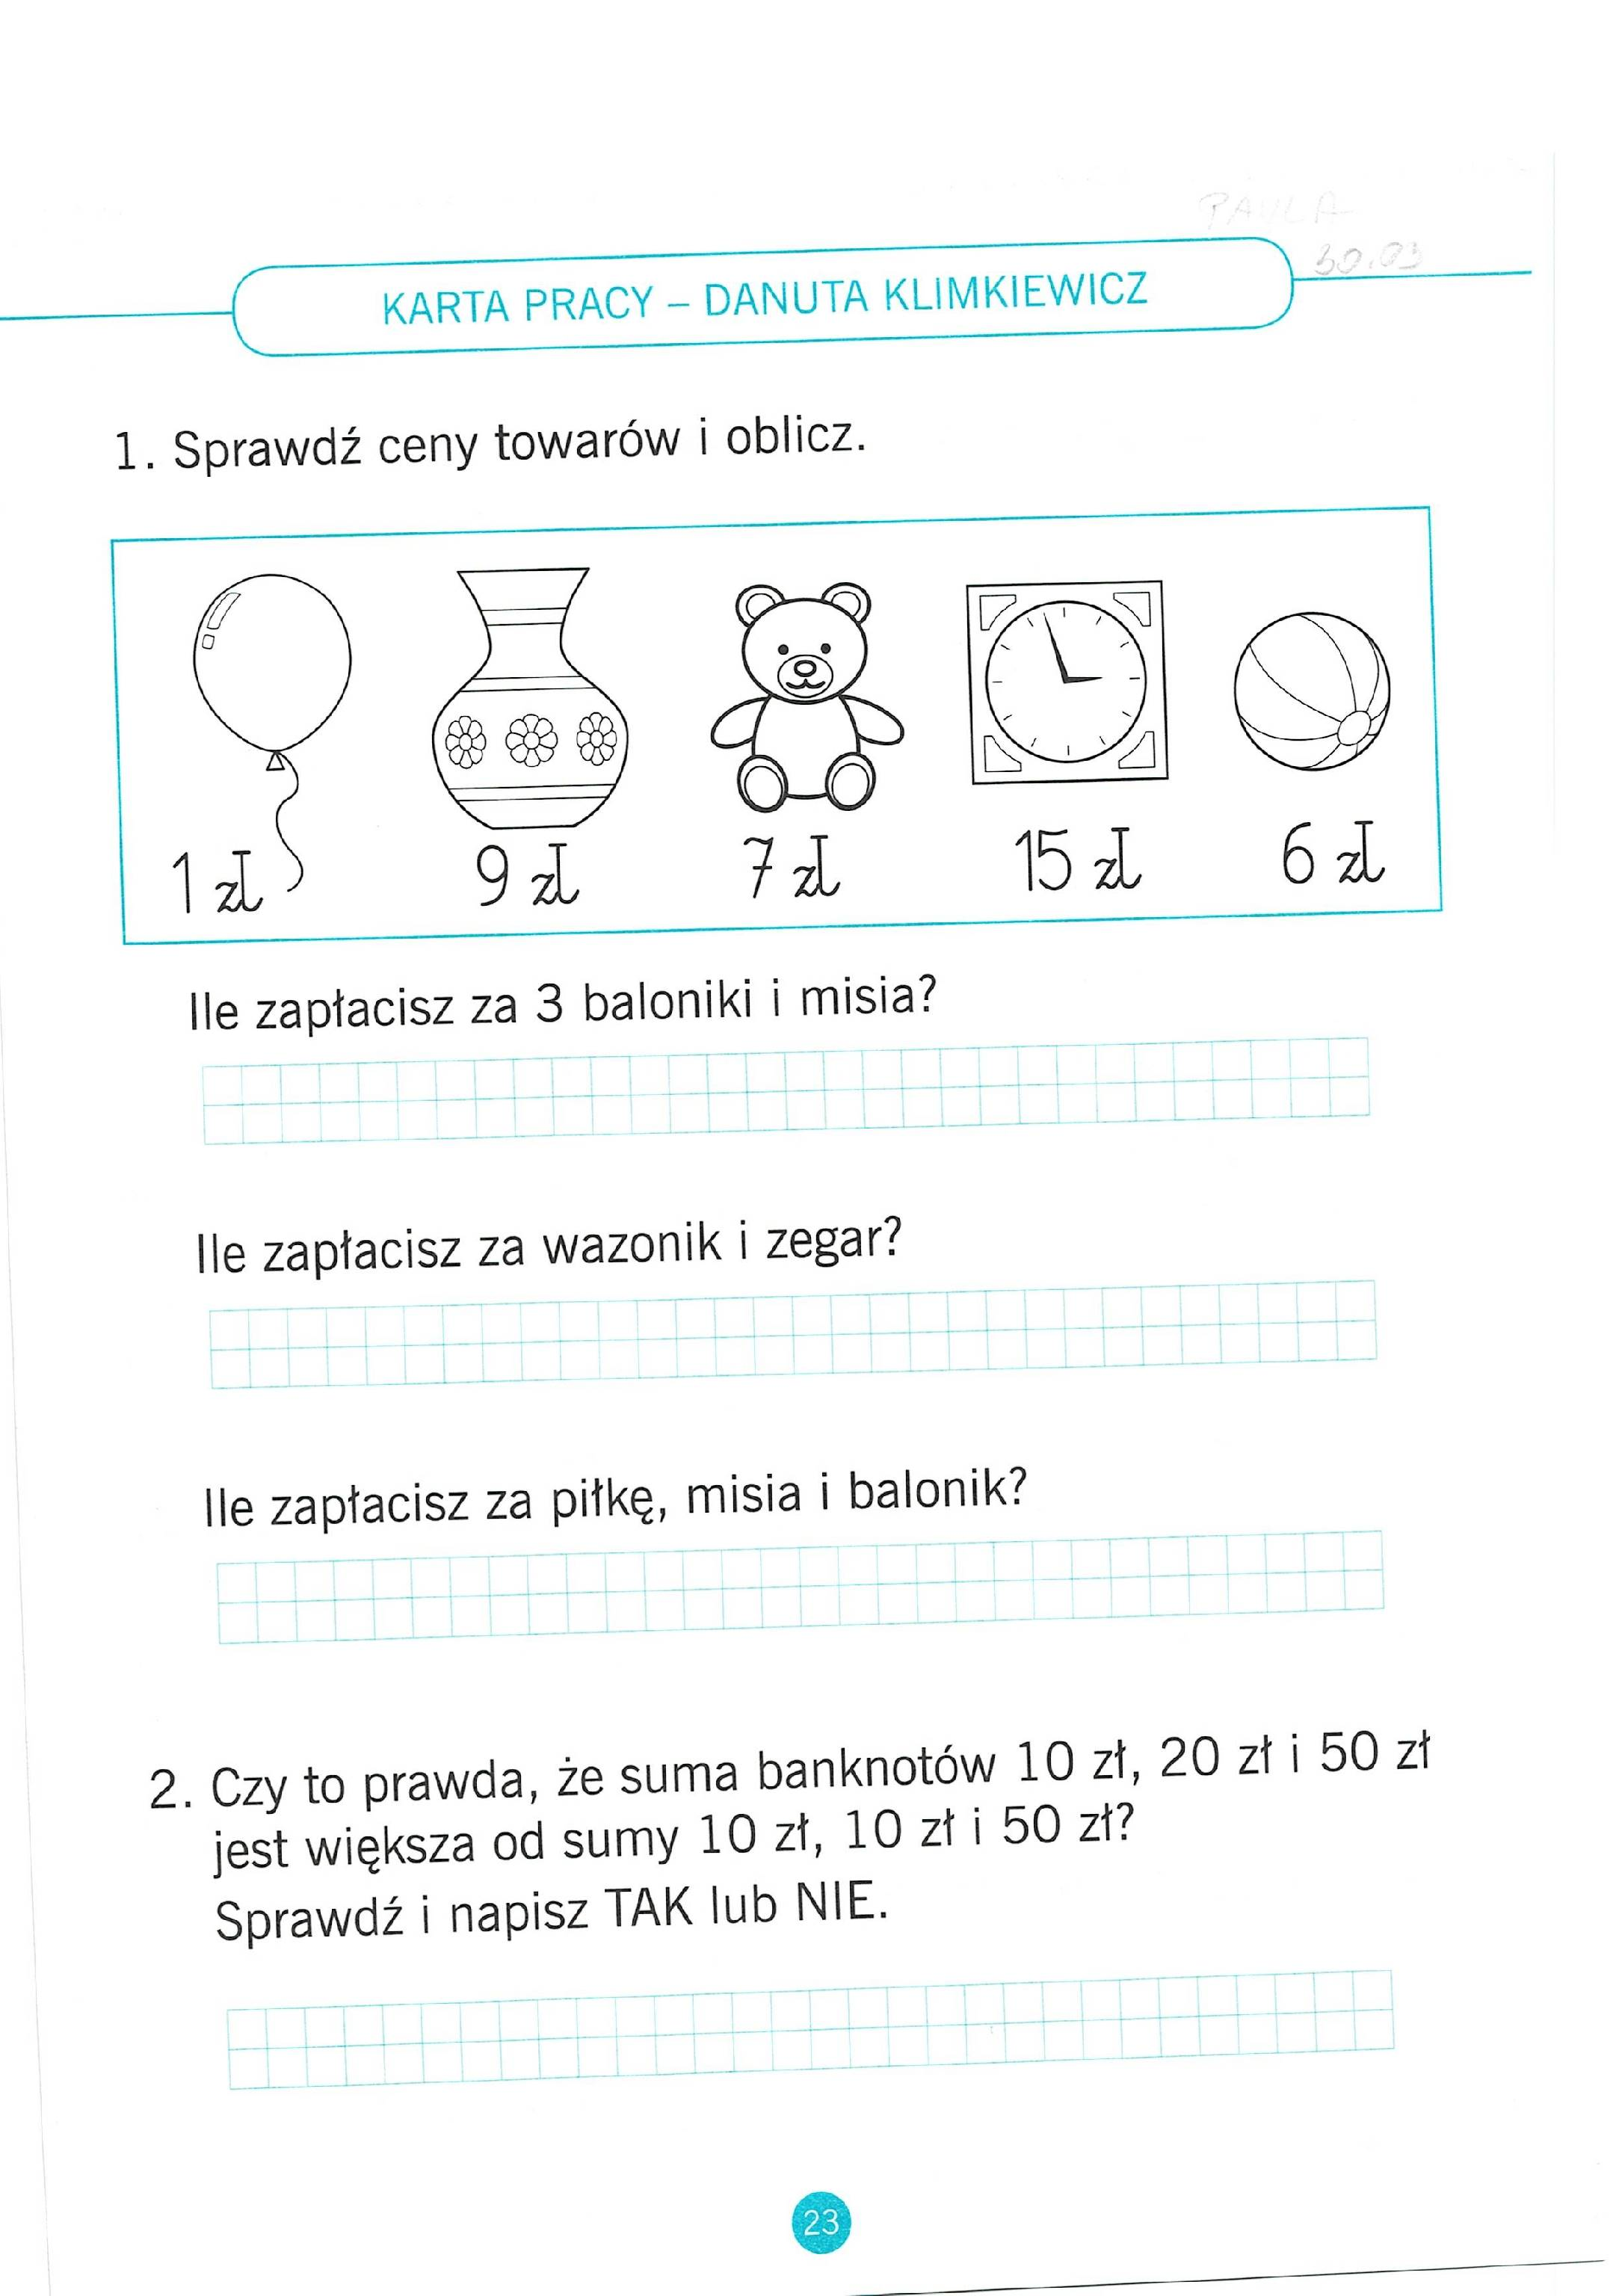 PAULA
30.03
KARTA PRACY – DANUTA KLIMKIEWICZ
1. Sprawdź ceny towarów i oblicz.
1 zł 9 zł 7 zł 15 zł 6 zł
Ile zapłacisz za 3 baloniki i misia?
Ile zapłacisz za wazonik i zegar?
Ile zapłacisz za piłkę, misia i balonik?
2. Czy to prawda, że suma banknotów 10 zł, 20 zł i 50 zł
jest większa od sumy 10 zł, 10 zł i 50 zł?
Sprawdź i napisz TAK lub NIE.
23